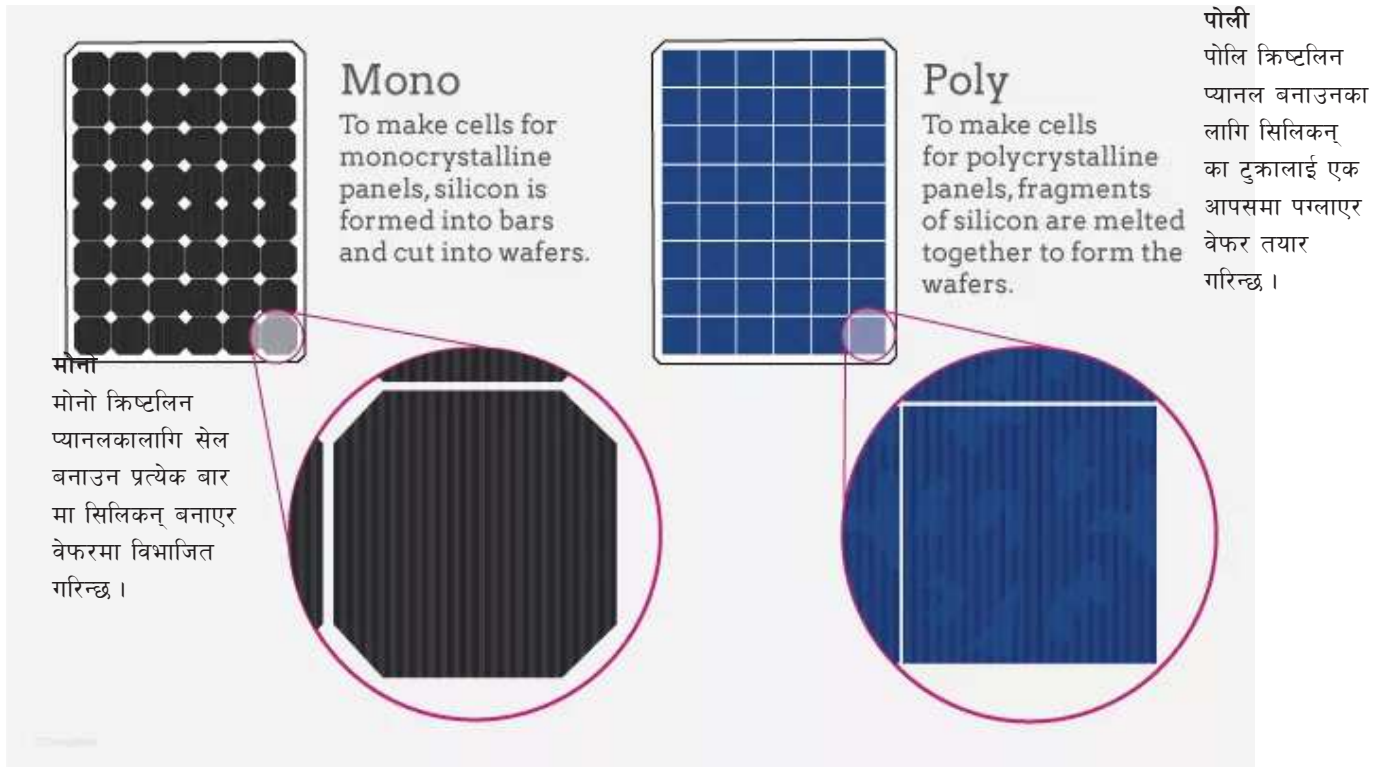 Mono
To make cells for
monocrystalline
panels, silicon is
formed into bars
and cut into wafers.
Poly
To make cells
for polycrystalline
panels, fragments
of silicon are melted
together to form the
wafers.
पोली
पोलि क्रिष्टलिन
प्यानल बनाउनका
लागि सिलिकन्
का टुक्रालाई एक
आपसमा पग्लाएर
वेफर तयार
गरिन्छ ।
मोनो
मोनो क्रिष्टलिन
प्यानलकालागि सेल
बनाउन प्रत्येक बार
मा सिलिकन् बनाएर
वेफरमा विभाजित
गरिन्छ ।